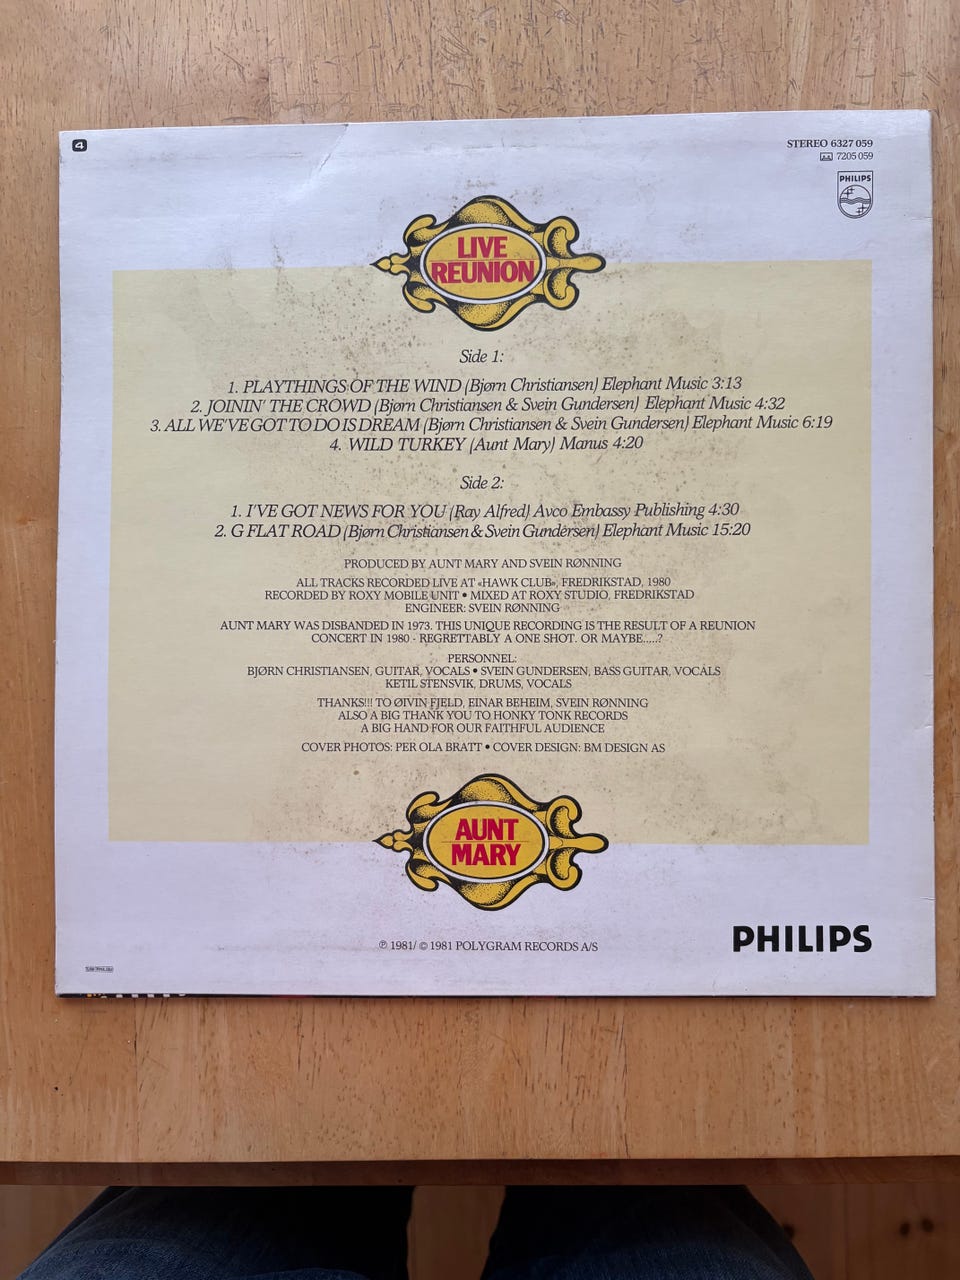 4
STEREO 6327 059
7205 059
PHILIPS
LIVE
REUNION
Side 1:
1. PLAYTHINGS OF THE WIND (Bjørn Christiansen) Elephant Music 3:13
2. JOININ' THE CROWD (Bjørn Christiansen & Svein Gundersen) Elephant Music 4:32
3. ALL WE'VE GOT TO DO IS DREAM (Bjørn Christiansen & Svein Gundersen) Elephant Music 6:19
4. WILD TURKEY (Aunt Mary) Manus 4:20
Side 2:
1. I'VE GOT NEWS FOR YOU (Ray Alfred) Avco Embassy Publishing 4:30
2. G FLAT ROAD (Bjørn Christiansen & Svein Gundersen) Elephant Music 15:20
PRODUCED BY AUNT MARY AND SVEIN RØNNING
ALL TRACKS RECORDED LIVE AT «HAWK CLUB», FREDRIKSTAD, 1980
RECORDED BY ROXY MOBILE UNIT • MIXED AT ROXY STUDIO, FREDRIKSTAD
ENGINEER: SVEIN RØNNING
AUNT MARY WAS DISBANDED IN 1973. THIS UNIQUE RECORDING IS THE RESULT OF A REUNION
CONCERT IN 1980 - REGRETTABLY A ONE SHOT. OR MAYBE.....?
PERSONNEL:
BJØRN CHRISTIANSEN, GUITAR, VOCALS • SVEIN GUNDERSEN, BASS GUITAR, VOCALS
KETIL STENSVIK, DRUMS, VOCALS
THANKS!!! TO ØIVIN FJELD, EINAR BEHEIM, SVEIN RØNNING
ALSO A BIG THANK YOU TO HONKY TONK RECORDS
A BIG HAND FOR OUR FAITHFUL AUDIENCE
COVER PHOTOS: PER OLA BRATT • COVER DESIGN: BM DESIGN AS
AUNT
MARY
℗ 1981/ © 1981 POLYGRAM RECORDS A/S
PHILIPS